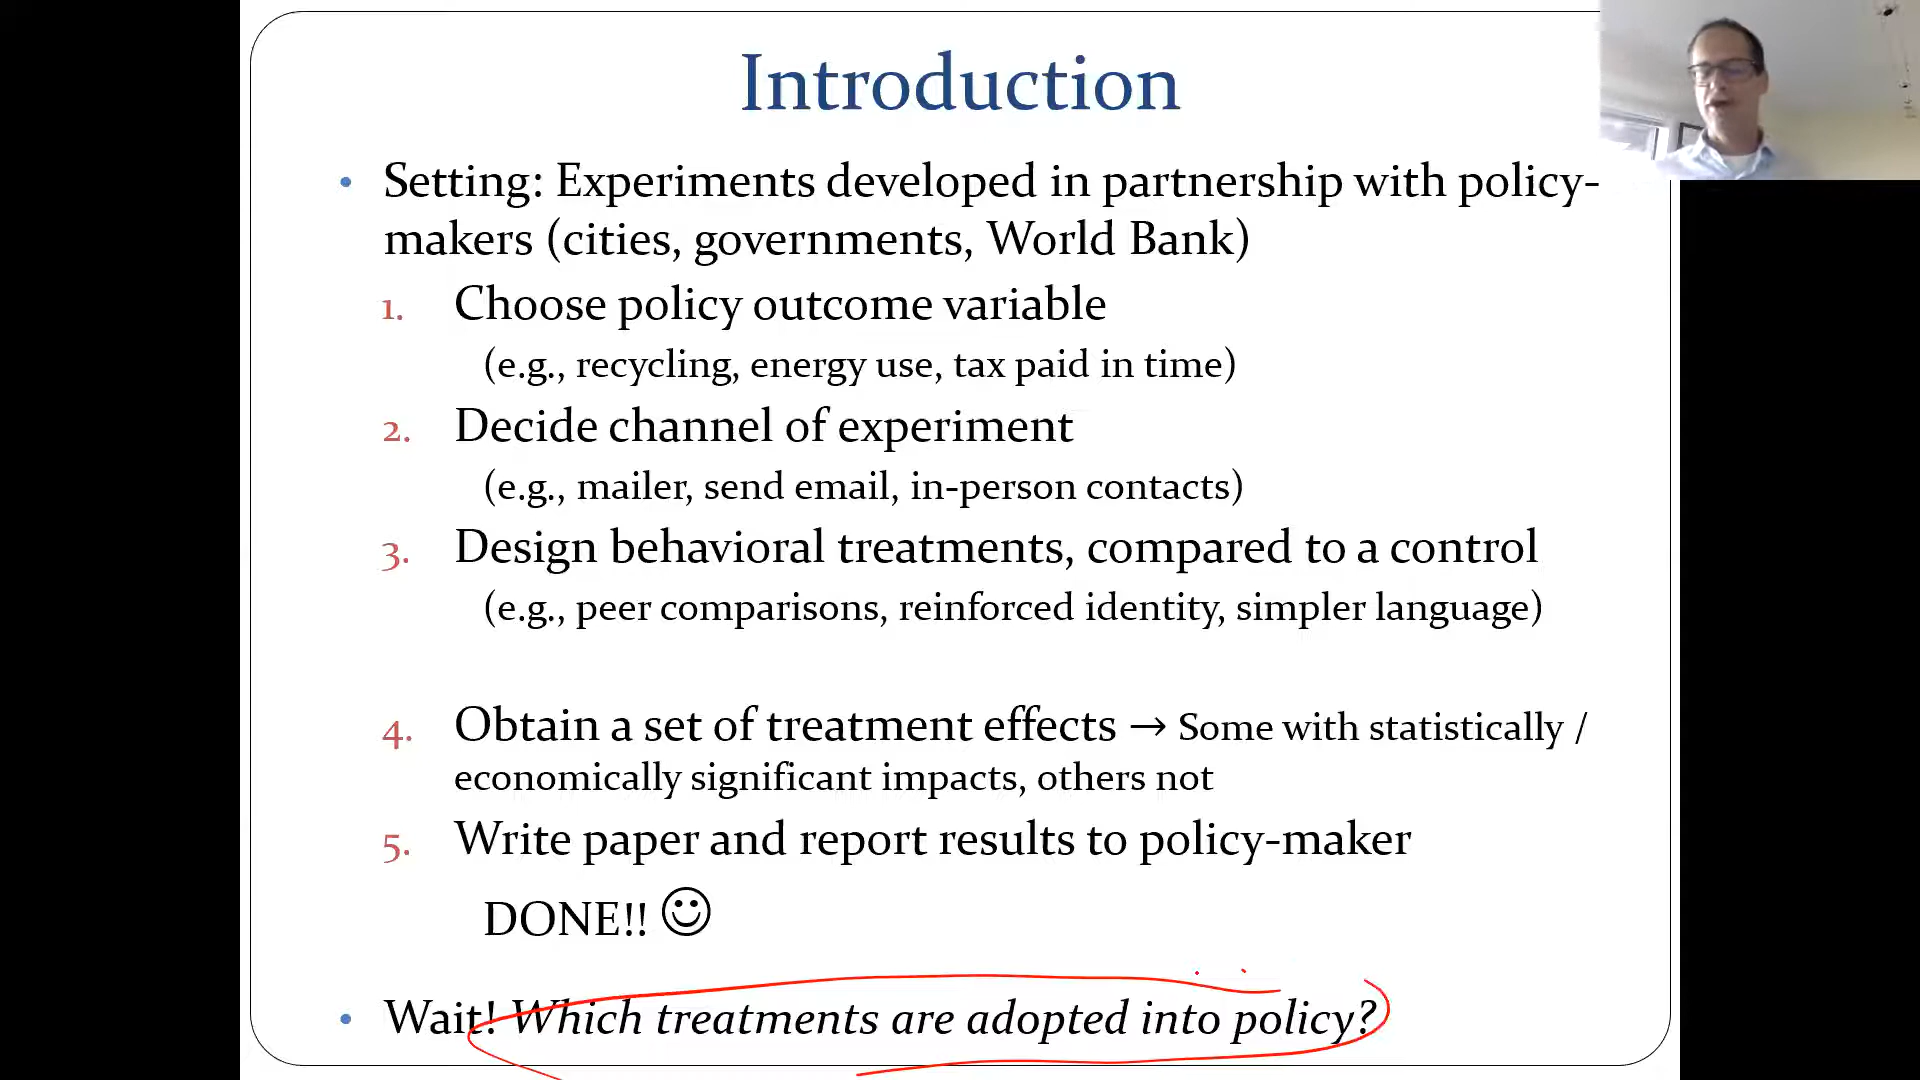 Introduction
• Setting: Experiments developed in partnership with policy-
makers (cities, governments, World Bank)
1. Choose policy outcome variable
(e.g., recycling, energy use, tax paid in time)
2. Decide channel of experiment
(e.g., mailer, send email, in-person contacts)
3. Design behavioral treatments, compared to a control
(e.g., peer comparisons, reinforced identity, simpler language)
4. Obtain a set of treatment effects → Some with statistically /
economically significant impacts, others not
5. Write paper and report results to policy-maker
DONE!! ☺
• Wait! Which treatments are adopted into policy?